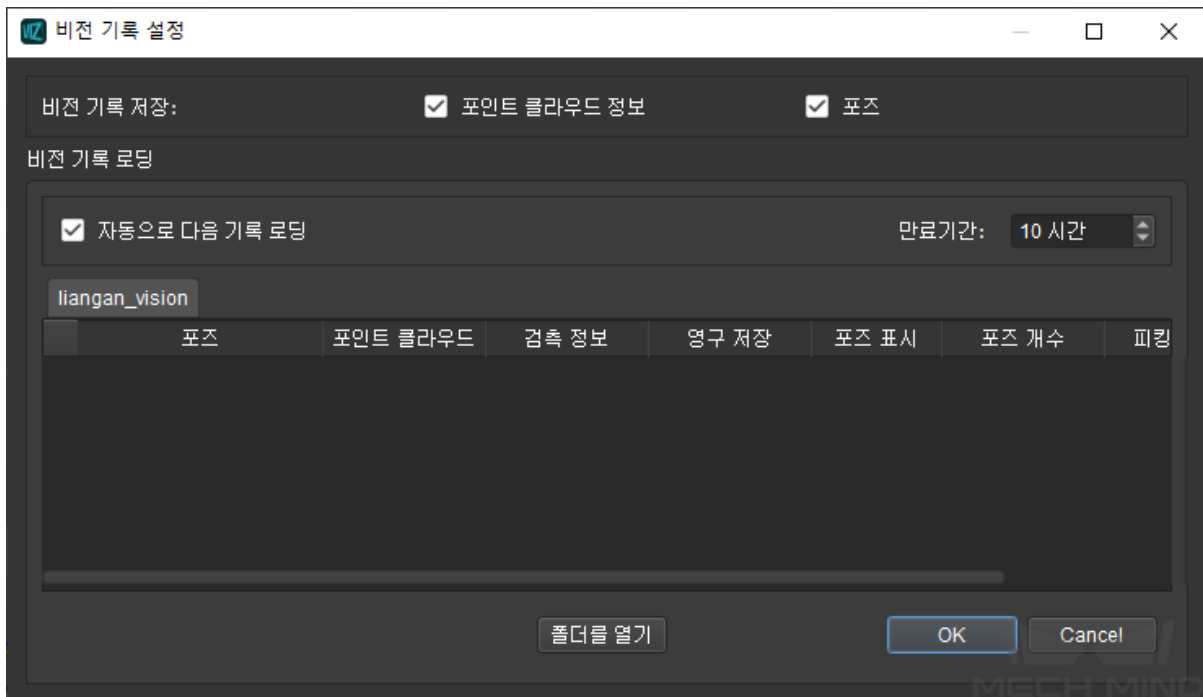 VIZ 비전 기록 설정
비전 기록 저장: 포인트 클라우드 정보 포즈
비전 기록 로딩
자동으로 다음 기록 로딩 만료기간: 10 시간
liangan_vision
포즈 포인트 클라우드 검측 정보 영구 저장 포즈 표시 포즈 개수 피킹
폴더를 열기 OK Cancel
MECH MIND